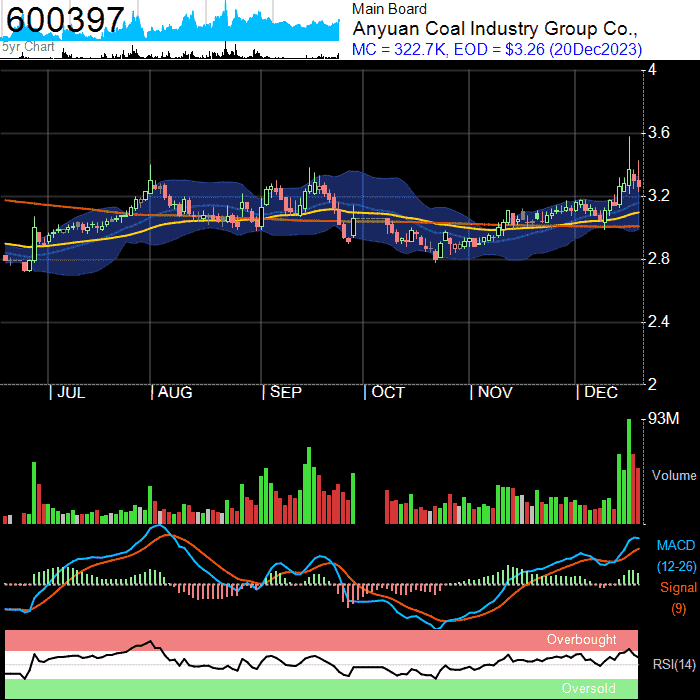 600397
5yr Chart
Main Board
Anyuan Coal Industry Group Co.,
MC = 322.7K, EOD = $3.26 (20Dec2023)
4
3.6
3.2
2.8
2.4
2
| JUL | AUG | SEP | OCT | NOV | DEC
93M
Volume
MACD
(12-26)
Signal
(9)
Overbought
RSI(14)
Oversold